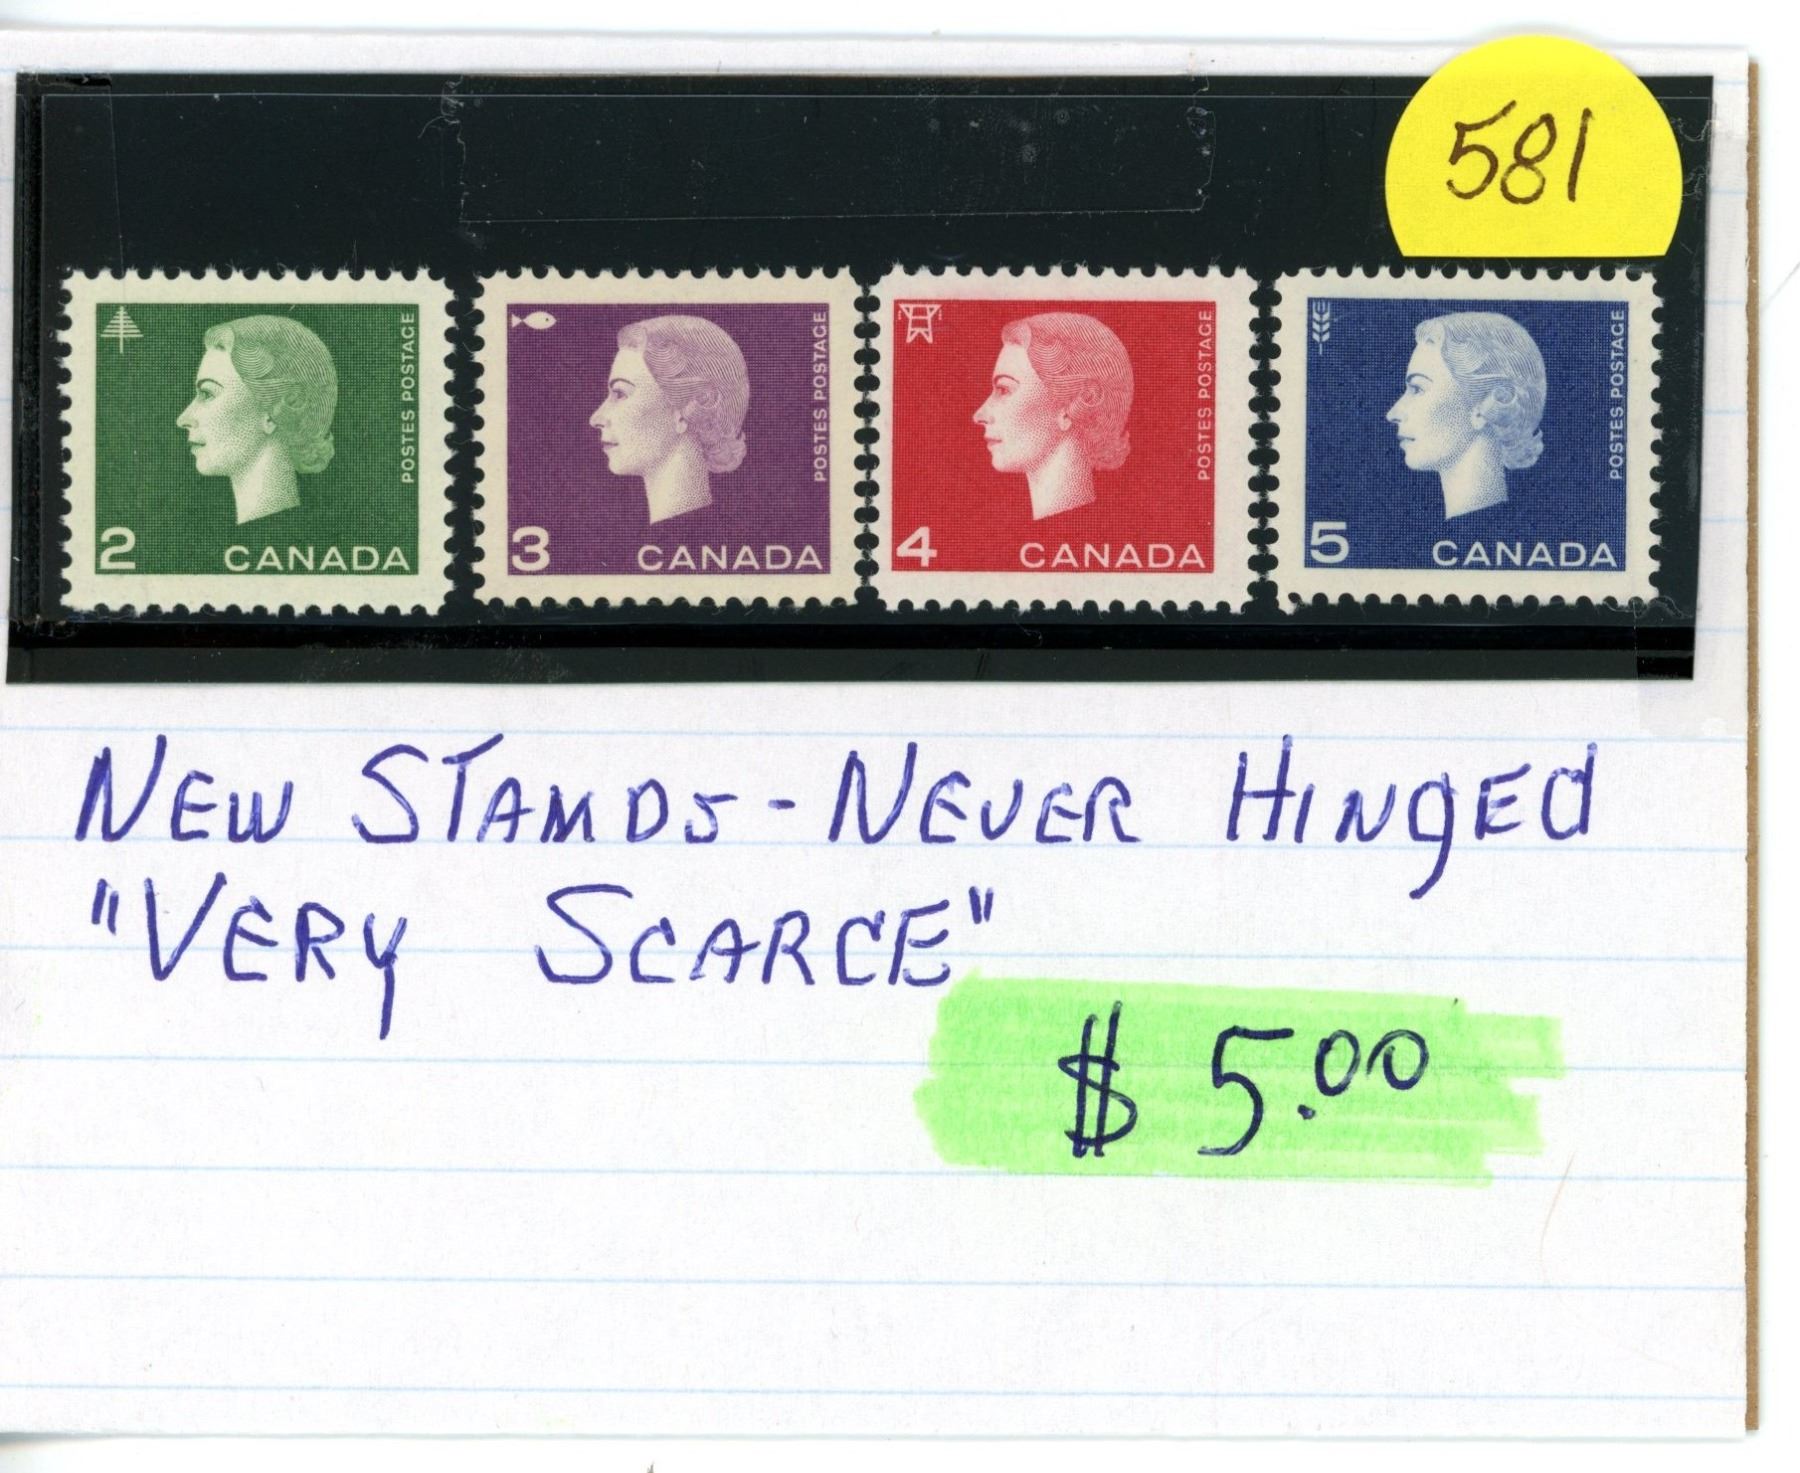 581
POSTES POSTAGE
2 CANADA
POSTES POSTAGE
3 CANADA
POSTES POSTAGE
4 CANADA
POSTES POSTAGE
5 CANADA
NEW STAMPS - NEVER HINgEd
"VERY SCARCE"
$ 5.00